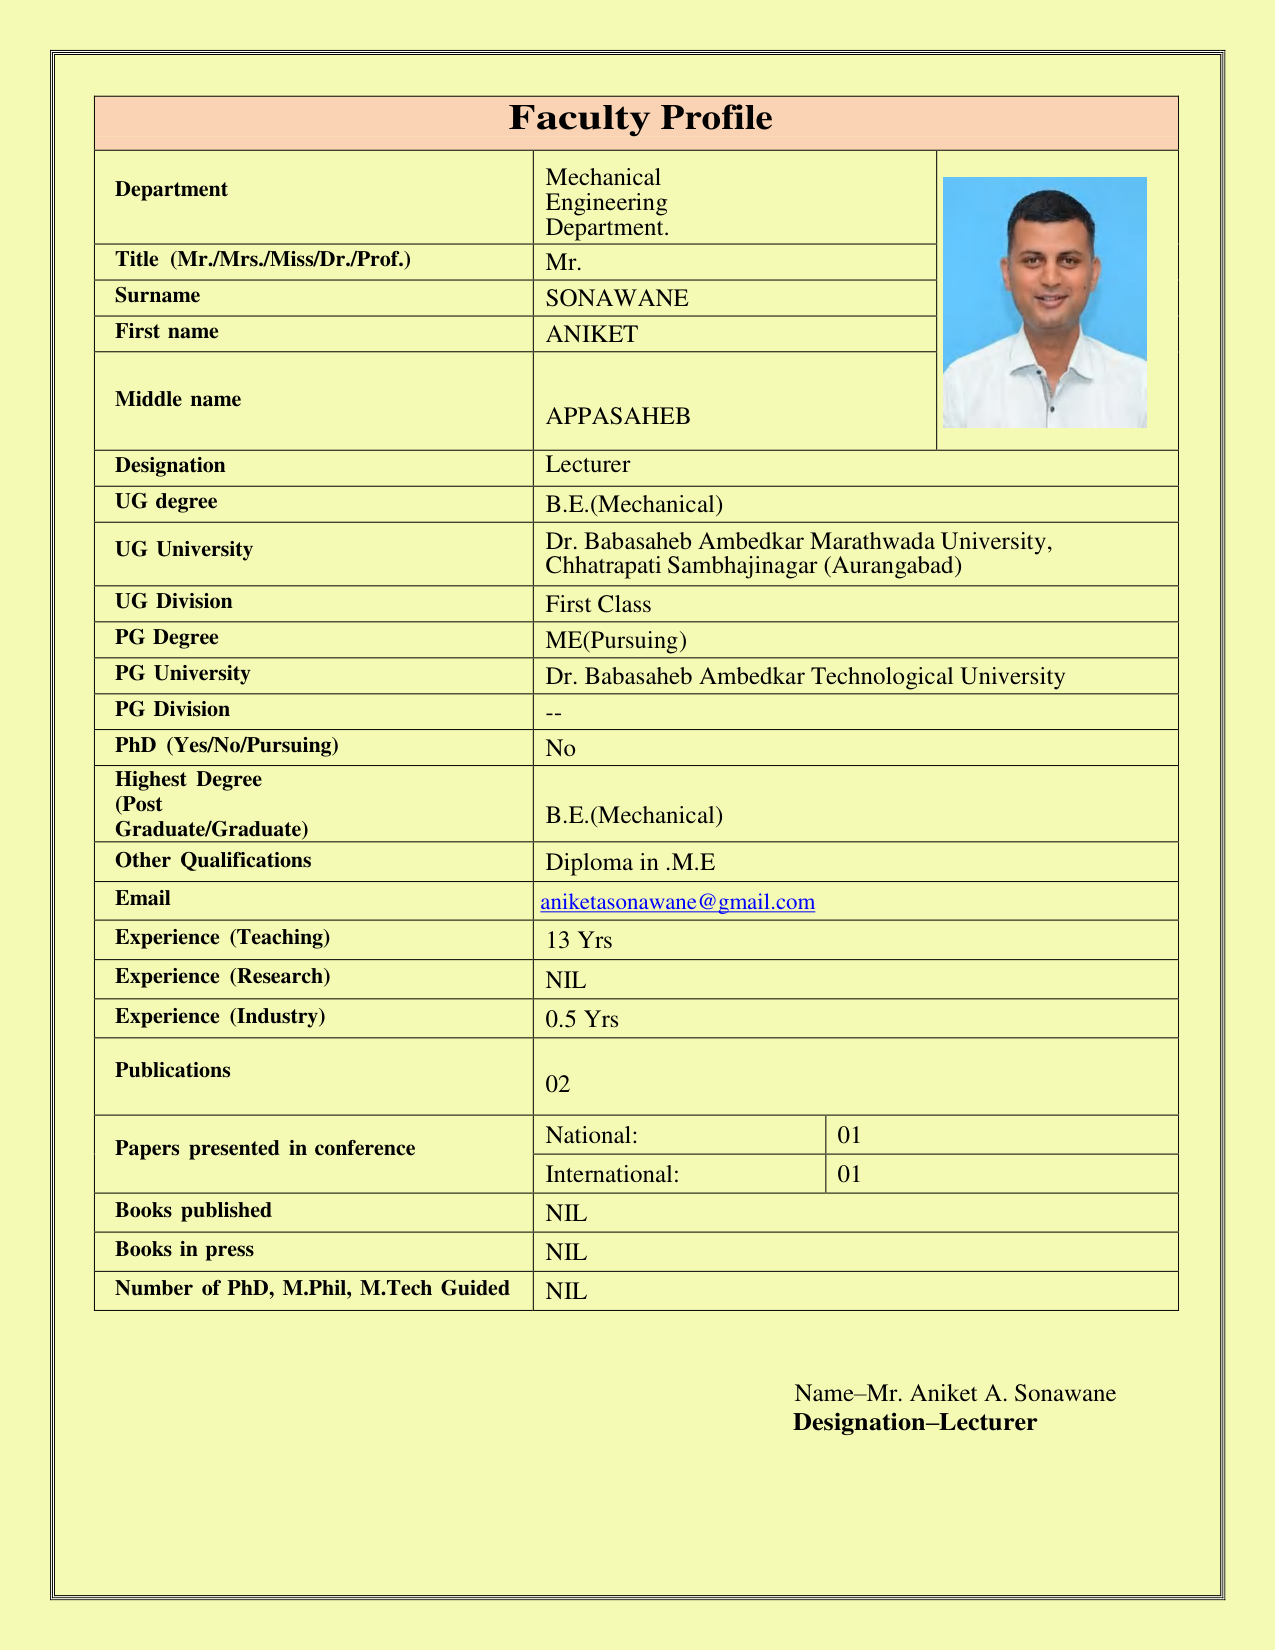 Faculty Profile
Department
Mechanical
Engineering
Department.
Title (Mr./Mrs./Miss/Dr./Prof.) Mr.
Surname SONAWANE
First name ANIKET
Middle name APPASAHEB
Designation Lecturer
UG degree B.E.(Mechanical)
UG University
Dr. Babasaheb Ambedkar Marathwada University,
Chhatrapati Sambhajinagar (Aurangabad)
UG Division First Class
PG Degree ME(Pursuing)
PG University Dr. Babasaheb Ambedkar Technological University
PG Division --
PhD (Yes/No/Pursuing) No
Highest Degree
(Post
Graduate/Graduate)
B.E.(Mechanical)
Other Qualifications Diploma in .M.E
Email aniketasonawane@gmail.com
Experience (Teaching) 13 Yrs
Experience (Research) NIL
Experience (Industry) 0.5 Yrs
Publications 02
Papers presented in conference
National: 01
International: 01
Books published NIL
Books in press NIL
Number of PhD, M.Phil, M.Tech Guided NIL
Name–Mr. Aniket A. Sonawane
Designation–Lecturer